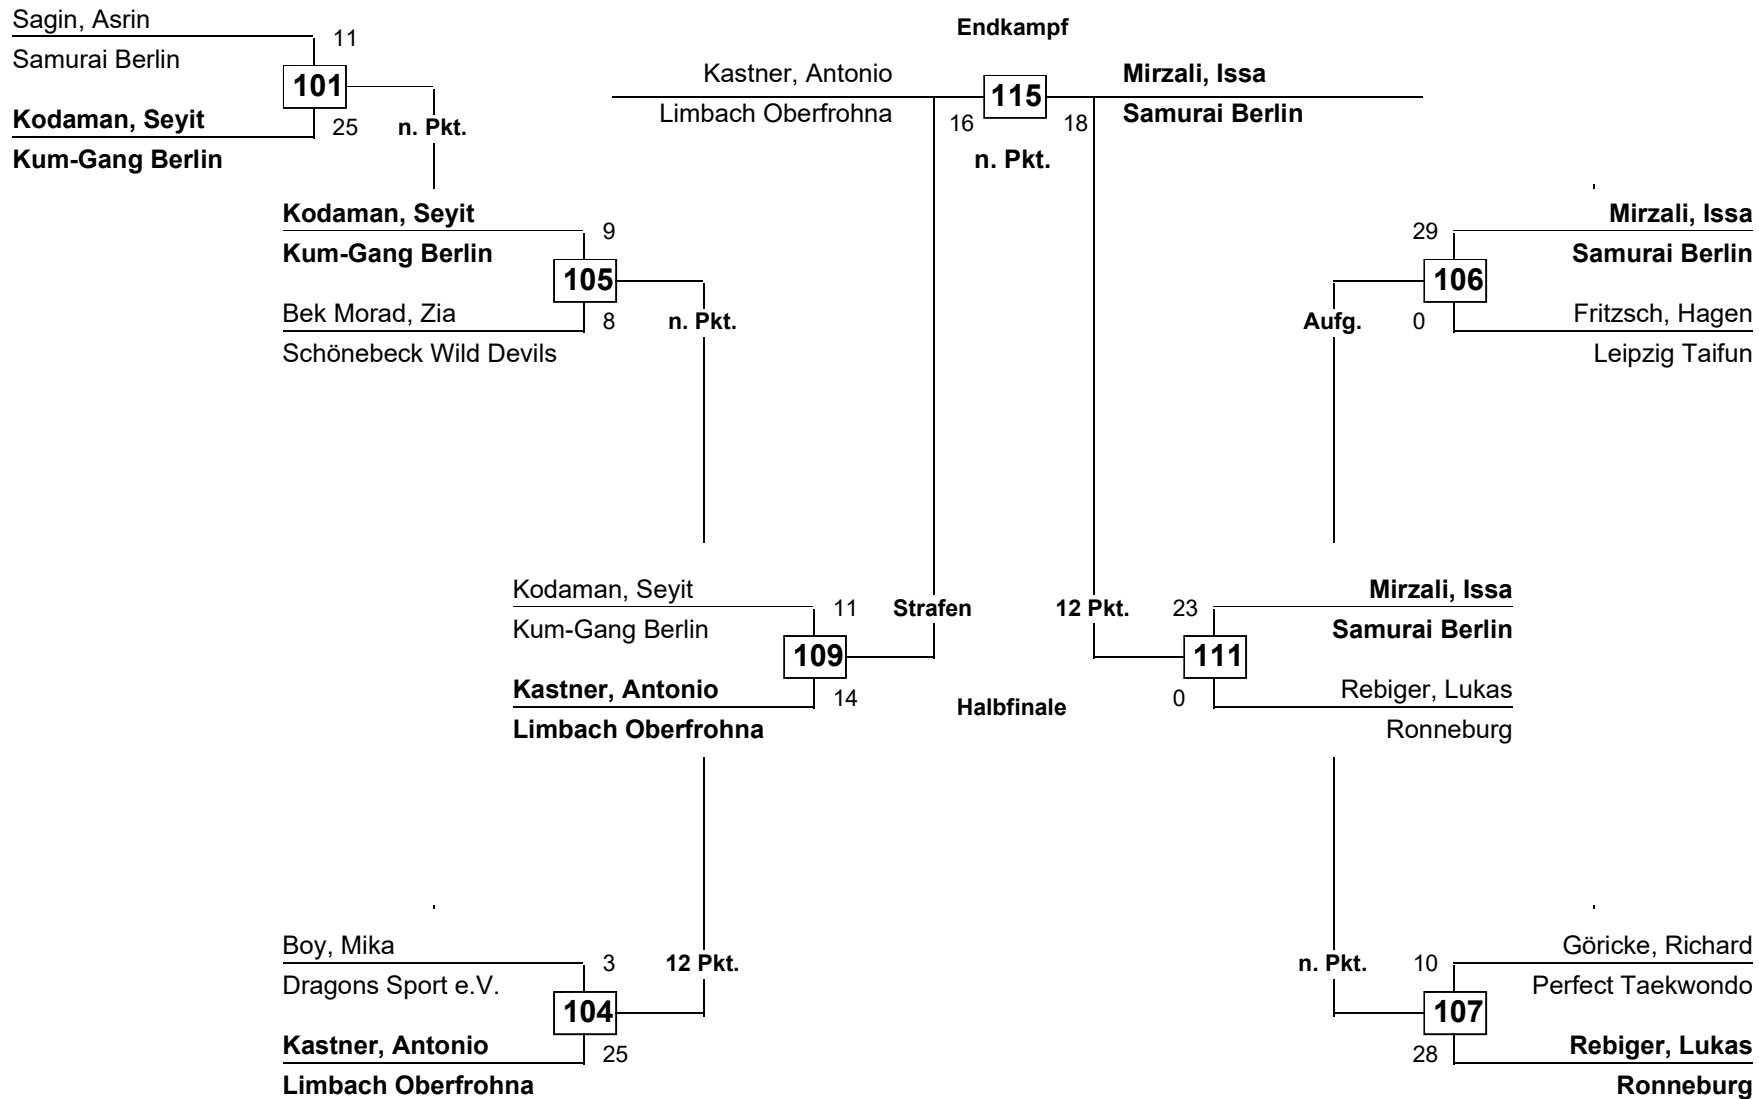 Sagin, Asrin
11
Samurai Berlin
101
Kodaman, Seyit
25
n. Pkt.
Kum-Gang Berlin
Endkampf
Kastner, Antonio
Limbach Oberfrohna
16
115
18
n. Pkt.
Mirzali, Issa
Samurai Berlin
Kodaman, Seyit
9
Kum-Gang Berlin
105
Bek Morad, Zia
8
n. Pkt.
Schönebeck Wild Devils
Mirzali, Issa
29
Samurai Berlin
106
Fritzsch, Hagen
Aufg.
0
Leipzig Taifun
Kodaman, Seyit
11
Strafen
Kum-Gang Berlin
109
Kastner, Antonio
14
Limbach Oberfrohna
Halbfinale
12 Pkt.
23
Mirzali, Issa
Samurai Berlin
111
Rebiger, Lukas
0
Ronneburg
Boy, Mika
3
12 Pkt.
Dragons Sport e.V.
104
Kastner, Antonio
25
Limbach Oberfrohna
n. Pkt.
10
Göricke, Richard
Perfect Taekwondo
107
28
Rebiger, Lukas
Ronneburg